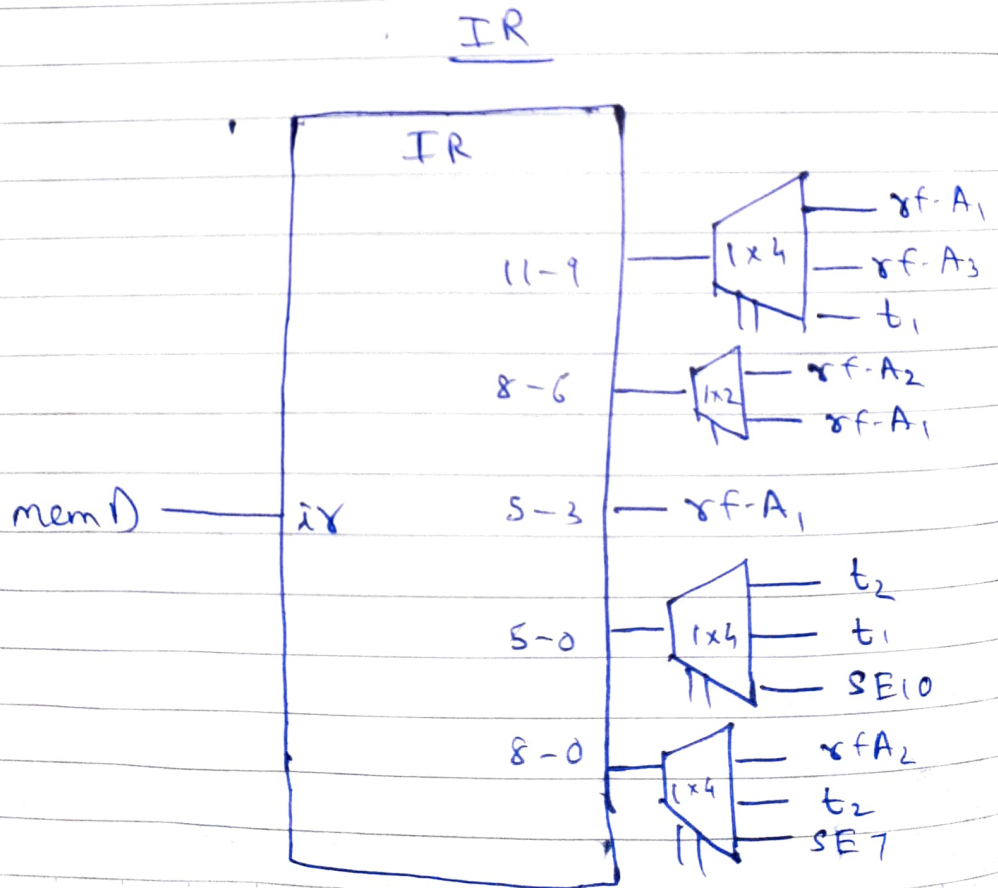 IR
IR
rf-A1
11-9
1x4
rf-A3
t1
8-6
1x2
rf-A2
rf-A1
mem D
ir
5-3
rf-A1
t2
5-0
1x4
t1
SE10
8-0
1x4
rfA2
t2
SE7